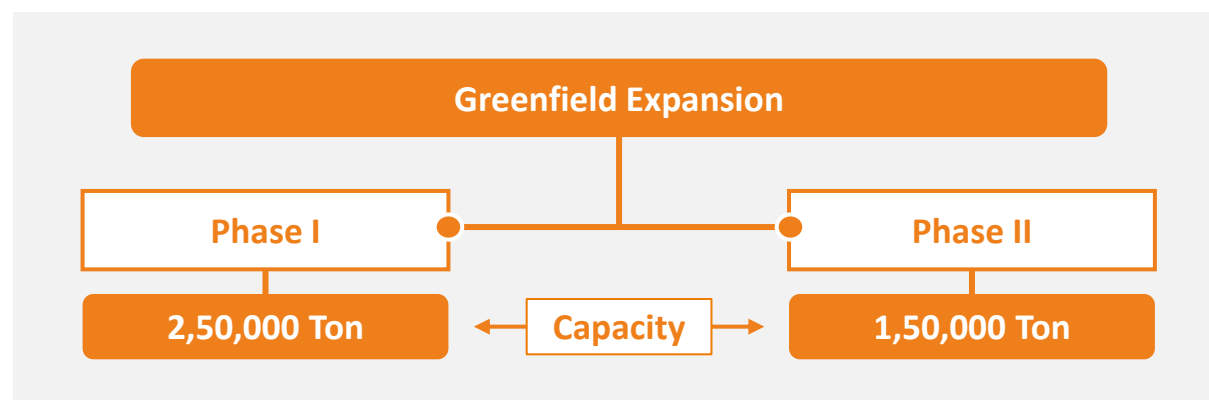 Greenfield Expansion
Phase I
Phase II
2,50,000 Ton
Capacity
1,50,000 Ton